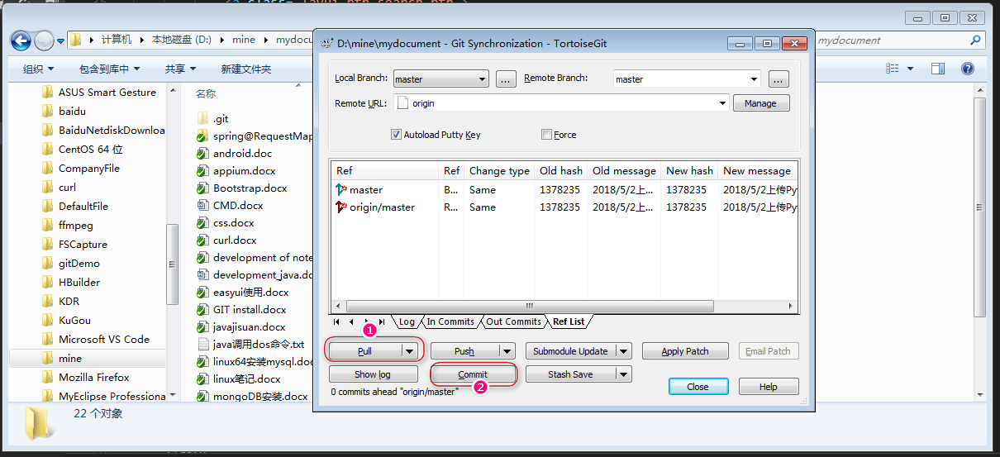 计算机 本地磁盘 (D:) mine mydocu
mydocument
组织 包含到库中 共享 新建文件夹
ASUS Smart Gesture
baidu
BaiduNetdiskDownloa
CentOS 64 位
CompanyFile
curl
DefaultFile
ffmpeg
FSCapture
gitDemo
HBuilder
KDR
KuGou
Microsoft VS Code
mine
Mozilla Firefox
MyEclipse Professiona
名称
.git
spring@RequestMap
android.doc
appium.docx
Bootstrap.docx
CMD.docx
css.docx
curl.docx
development of note
development_java.do
easyui使用.docx
GIT install.docx
javajisuan.docx
java调用dos命令.txt
linux64安装mysql.do
linux笔记.docx
mongoDB安装.docx
22 个对象
D:\mine\mydocument - Git Synchronization - TortoiseGit
Local Branch: master ... Remote Branch: master ...
Remote URL: origin Manage
Autoload Putty Key Force
Ref Ref Change type Old hash Old message New hash New message
master B... Same 1378235 2018/5/2上... 1378235 2018/5/2上传Py
origin/master R... Same 1378235 2018/5/2上... 1378235 2018/5/2上传Py
Log In Commits Out Commits Ref List
1
Pull Push Submodule Update Apply Patch Email Patch
Show log Commit Stash Save
2
Close Help
0 commits ahead "origin/master"